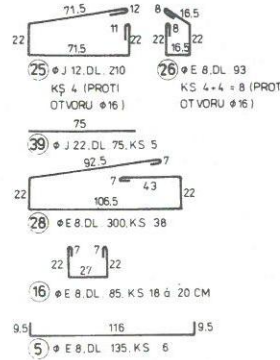 71.5 12 8 16.5
11 8
22 22 22 22
71.5 16.5
25 φ J 12, DL. 210
KŞ 4 (PROTI
OTVORU φ16)
26 φ E 8, DL. 93
KS 4+4 = 8 (PROTI
OTVORU φ16)
75
39 φ J 22, DL 75, KS 5
92.5 7
7 43
22 22
106.5
28 φ E 8, DL. 300, KS 38
7 7
22 22
27
16 φ E 8, DL. 85, KS 18 á 20 CM
9.5 116 9.5
5 φ E 8, DL. 135, KS 6